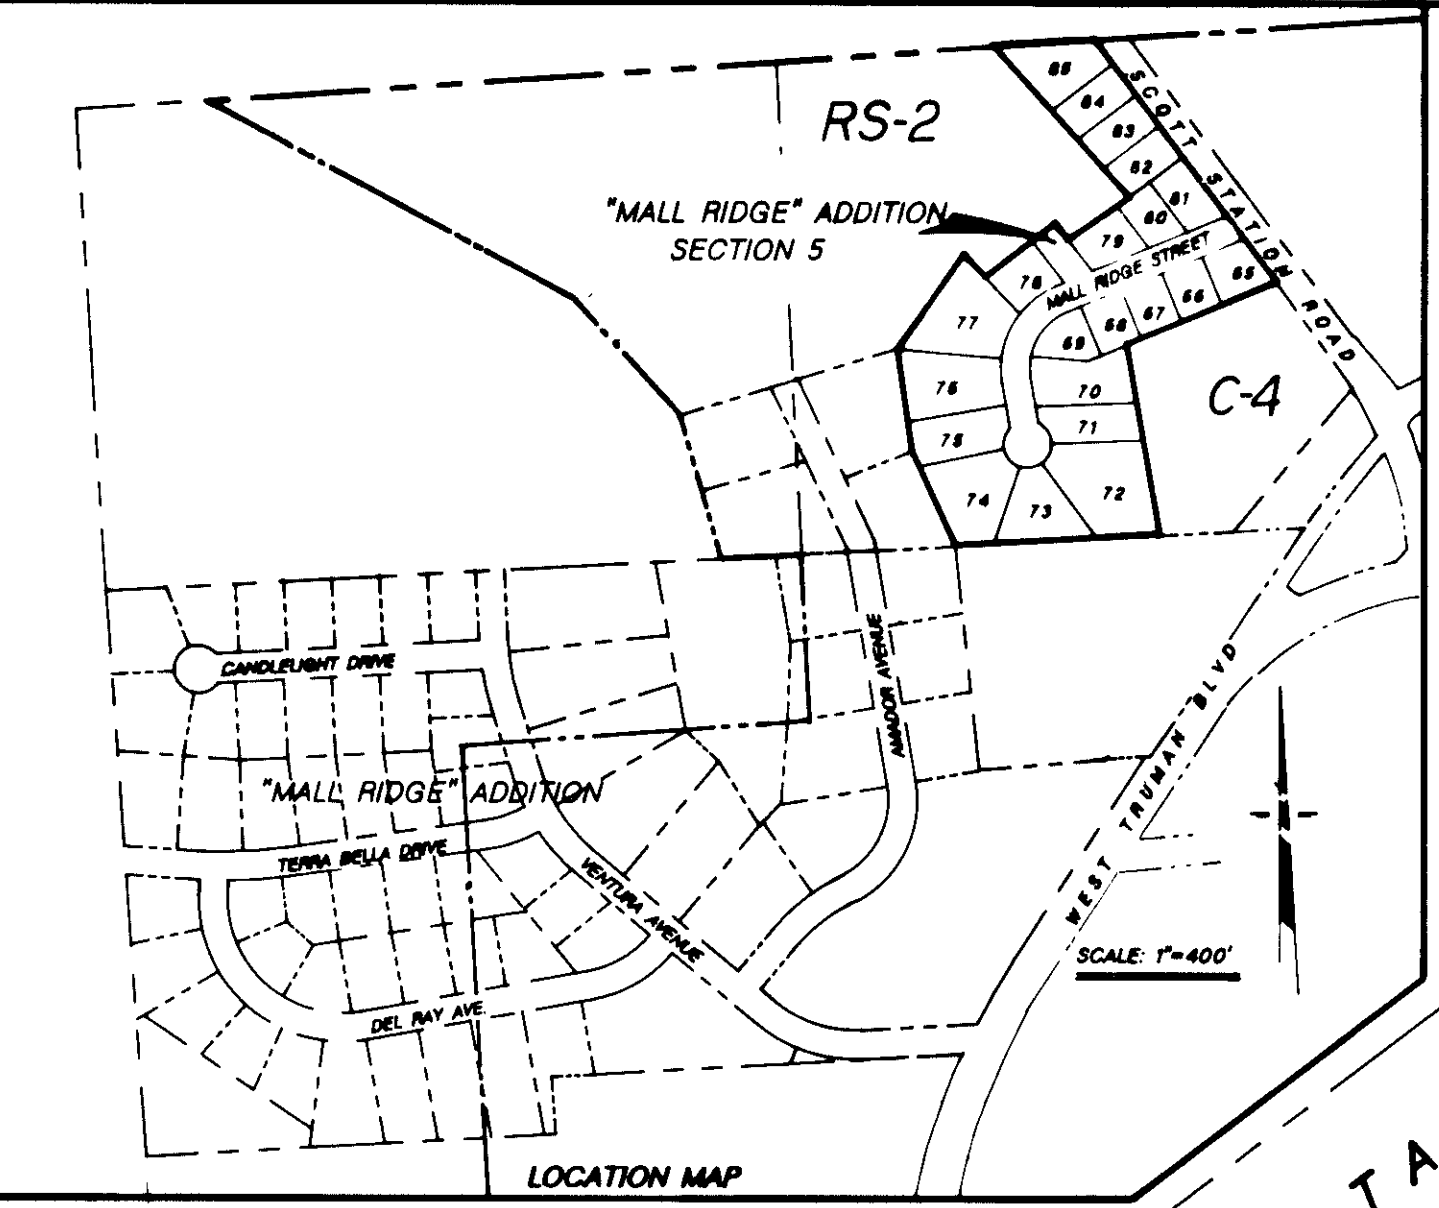 RS-2
"MALL RIDGE" ADDITION
SECTION 5
85
84
83
82
81
80
79
78
77
76
75
74
73
72
71
70
69
68
67
66
65
MALL RIDGE STREET
SCOTT STATION ROAD
C-4
CANDLELIGHT DRIVE
AMADOR AVENUE
"MALL RIDGE" ADDITION
TERRA BELLA DRIVE
VENTURA AVENUE
DEL RAY AVE.
WEST TRUMAN BLVD
SCALE: 1"=400'
LOCATION MAP
T A